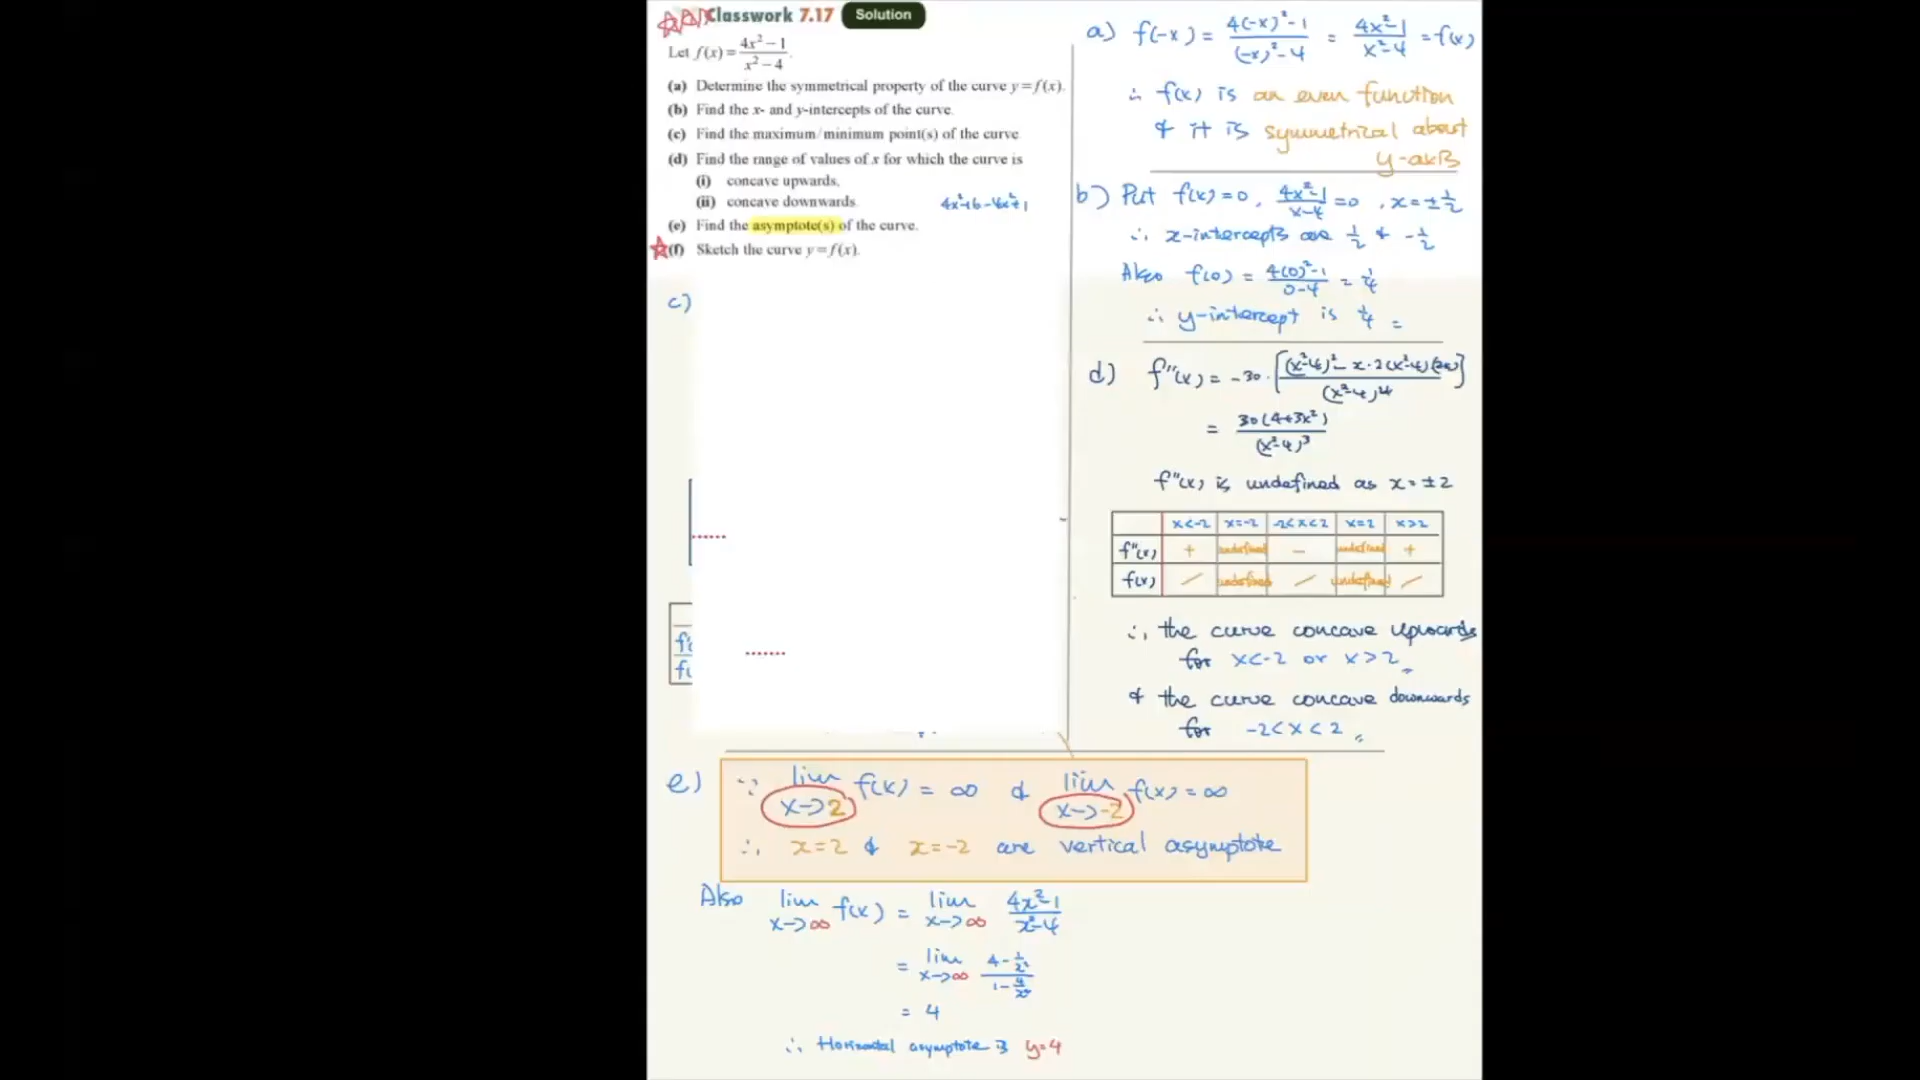 Classwork 7.17 Solution
Let f(x) = (4x² − 1)/(x² − 4).
(a) Determine the symmetrical property of the curve y = f(x).
(b) Find the x- and y-intercepts of the curve.
(c) Find the maximum/minimum point(s) of the curve
(d) Find the range of values of x for which the curve is
(i) concave upwards,
(ii) concave downwards.
(e) Find the asymptote(s) of the curve.
(f) Sketch the curve y = f(x).
c)
a) f(-x) = (4(-x)² - 1)/((-x)² - 4) = (4x² - 1)/(x² - 4) = f(x)
∴ f(x) is an even function
& it is symmetrical about
y-axis
b) Put f(x) = 0, (4x² - 1)/(x - 4) = 0, x = ± 1/2
∴ x-intercepts are 1/2 & -1/2
Also f(0) = (4(0)² - 1)/(0 - 4) = 1/4
∴ y-intercept is 1/4
d) f''(x) = -30 · [((x² - 4)² - x · 2(x² - 4)(2x))/(x² - 4)⁴]
= 30(4 + 3x²)/(x² - 4)³
f''(x) is undefined as x = ±2
x < -2 x = -2 -2 < x < 2 x = 2 x > 2
f''(x) + undefined − undefined +
f(x) undefined undefined
∴ the curve concave upwards
for x < -2 or x > 2
& the curve concave downwards
for -2 < x < 2
e) ∵ lim x→2 f(x) = ∞ & lim x→-2 f(x) = ∞
∴ x = 2 & x = -2 are vertical asymptote
Also lim x→∞ f(x) = lim x→∞ (4x² - 1)/(x² - 4)
= lim x→∞ (4 - 1/x²)/(1 - 4/x²)
= 4
∴ Horizontal asymptote is y = 4